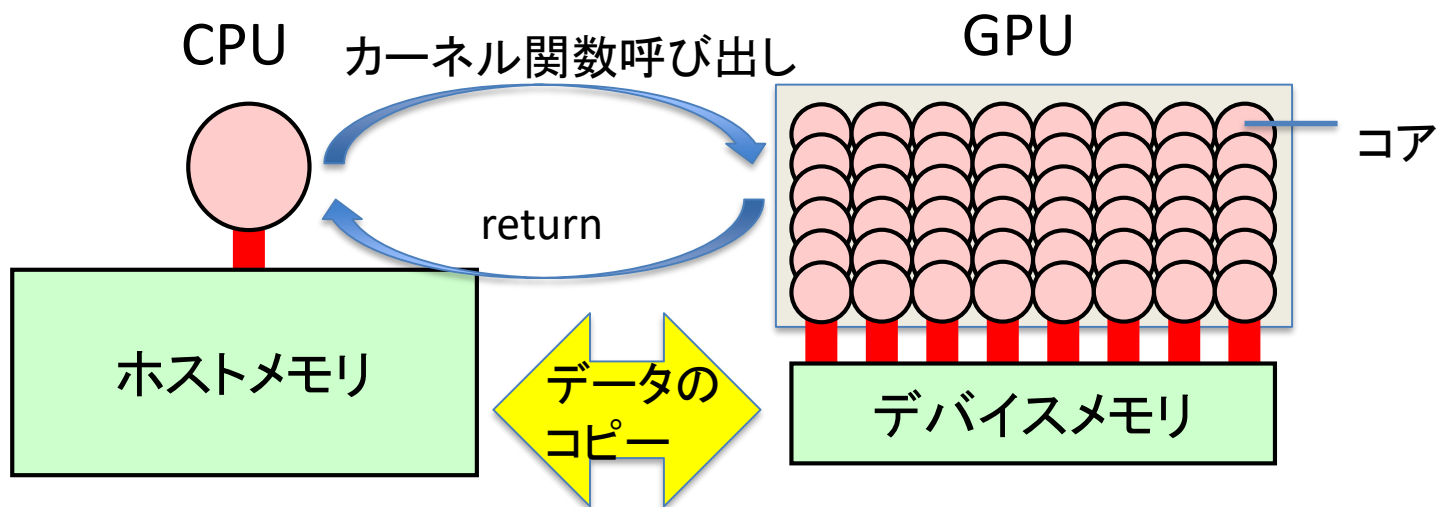 CPU
カーネル関数呼び出し
GPU
コア
return
ホストメモリ
データの
コピー
デバイスメモリ